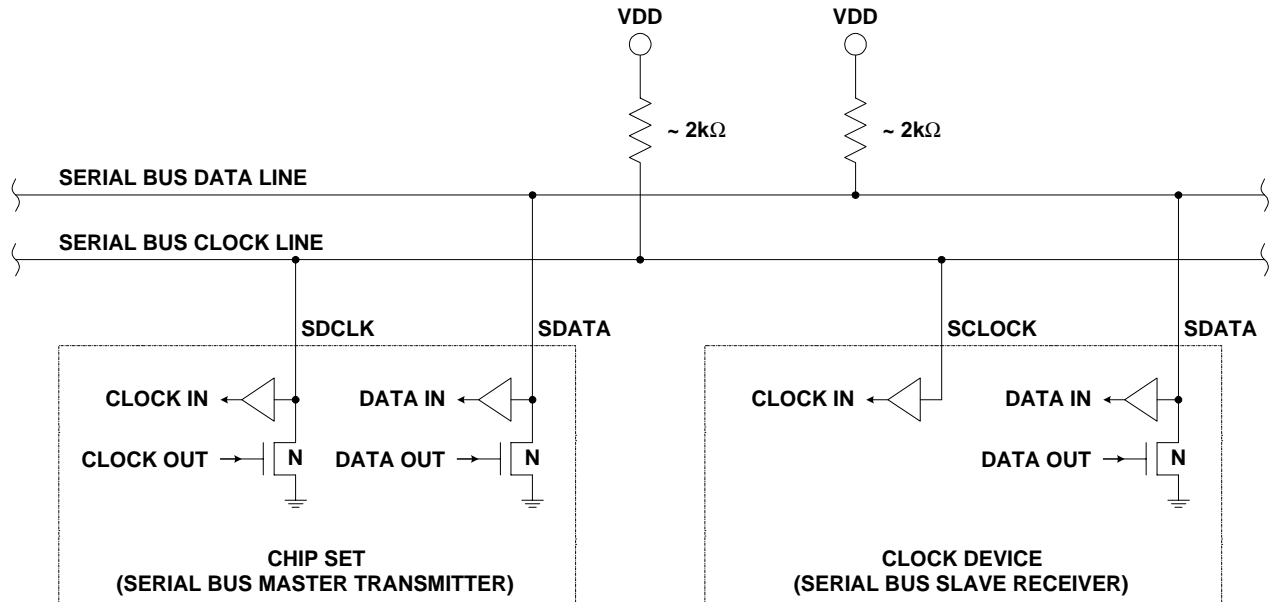 VDD
VDD
~ 2kΩ
~ 2kΩ
SERIAL BUS DATA LINE
SERIAL BUS CLOCK LINE
SDCLK
SDATA
SCLOCK
SDATA
CLOCK IN
DATA IN
CLOCK IN
DATA IN
CLOCK OUT
N
DATA OUT
N
DATA OUT
N
CHIP SET
(SERIAL BUS MASTER TRANSMITTER)
CLOCK DEVICE
(SERIAL BUS SLAVE RECEIVER)